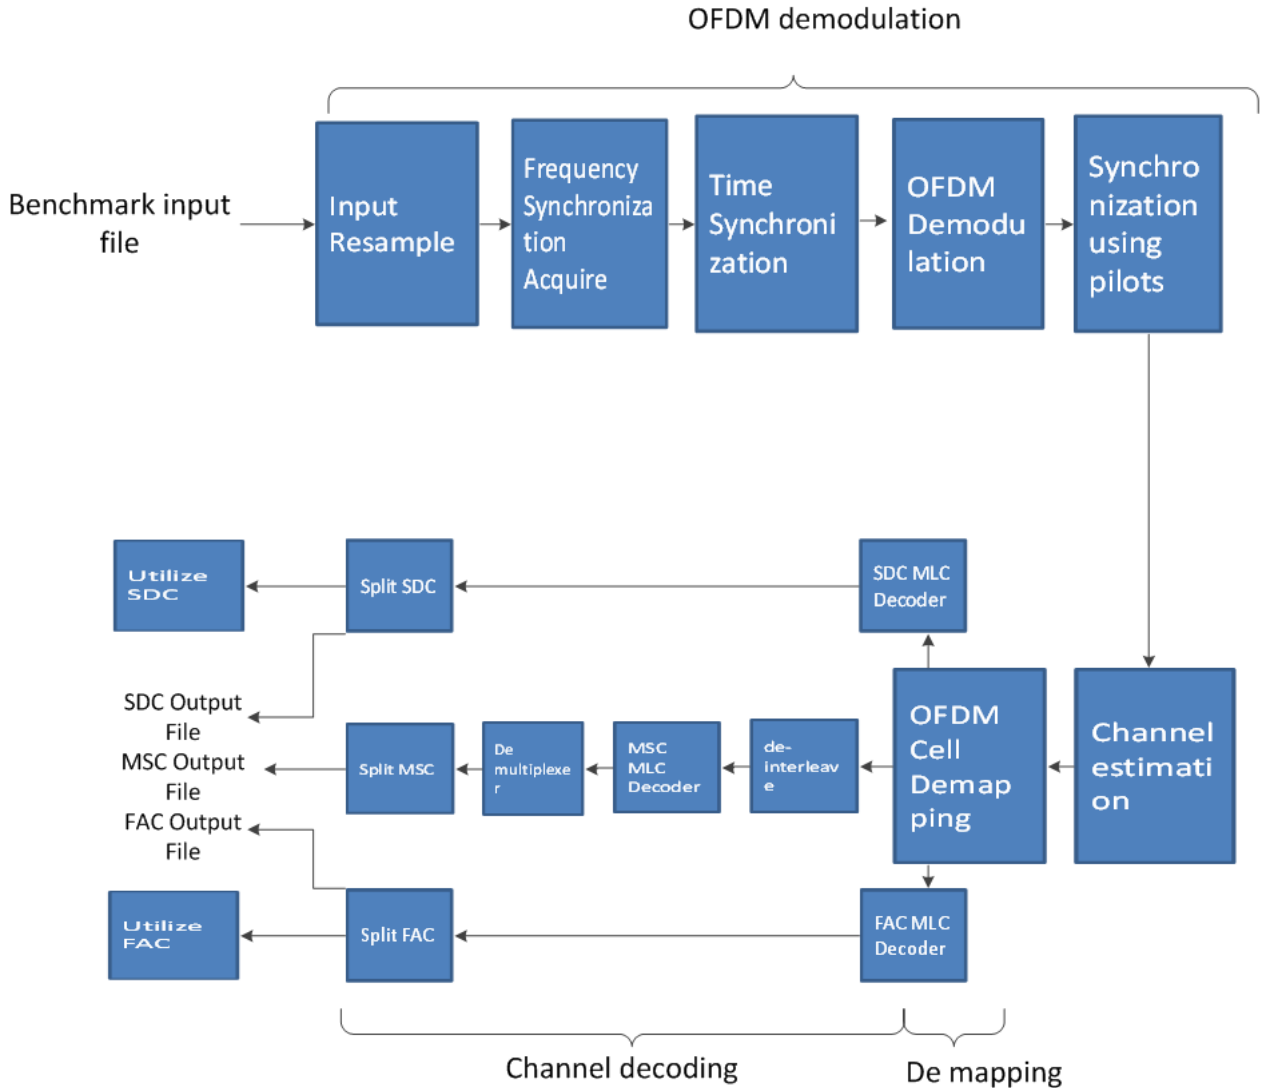 OFDM demodulation
Benchmark input
file
Input
Resample
Frequency
Synchroniza
tion
Acquire
Time
Synchroni
zation
OFDM
Demodu
lation
Synchro
nization
using
pilots
Utilize
SDC
Split SDC
SDC MLC
Decoder
SDC Output
File
MSC Output
File
FAC Output
File
Split MSC
De
multiplexe
r
MSC
MLC
Decoder
de-
interleav
e
OFDM
Cell
Demap
ping
Channel
estimati
on
Utilize
FAC
Split FAC
FAC MLC
Decoder
Channel decoding
De mapping